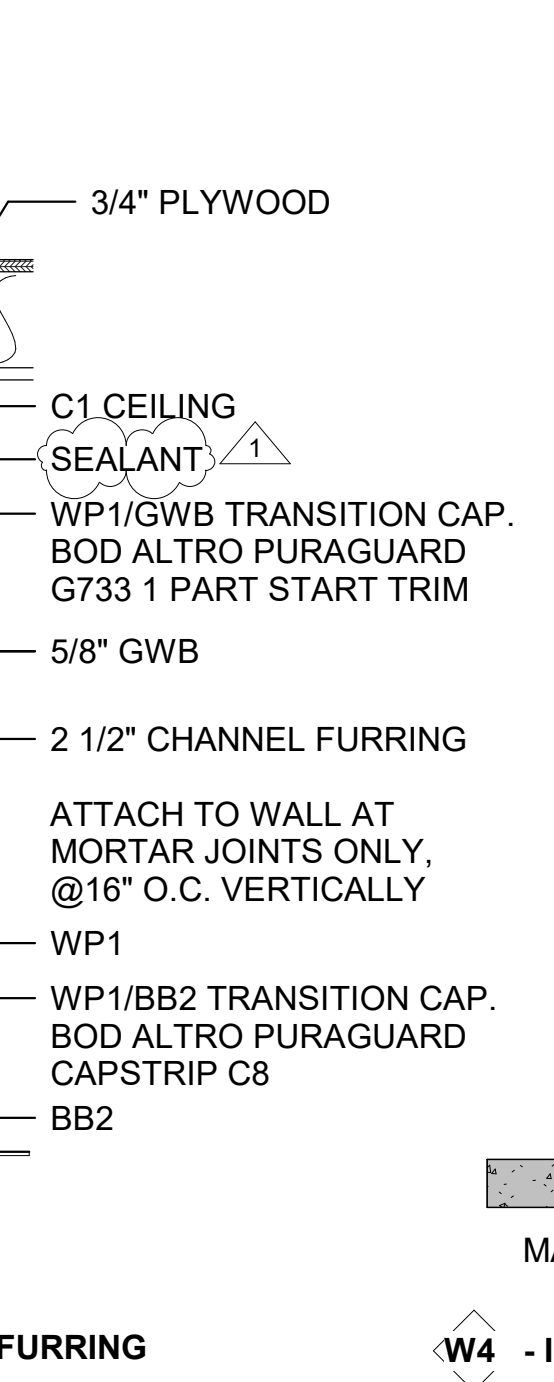 3/4" PLYWOOD
C1 CEILING
SEALANT 1
WP1/GWB TRANSITION CAP.
BOD ALTRO PURAGUARD
G733 1 PART START TRIM
5/8" GWB
2 1/2" CHANNEL FURRING
ATTACH TO WALL AT
MORTAR JOINTS ONLY,
@16" O.C. VERTICALLY
WP1
WP1/BB2 TRANSITION CAP.
BOD ALTRO PURAGUARD
CAPSTRIP C8
BB2
FURRING
W4 -